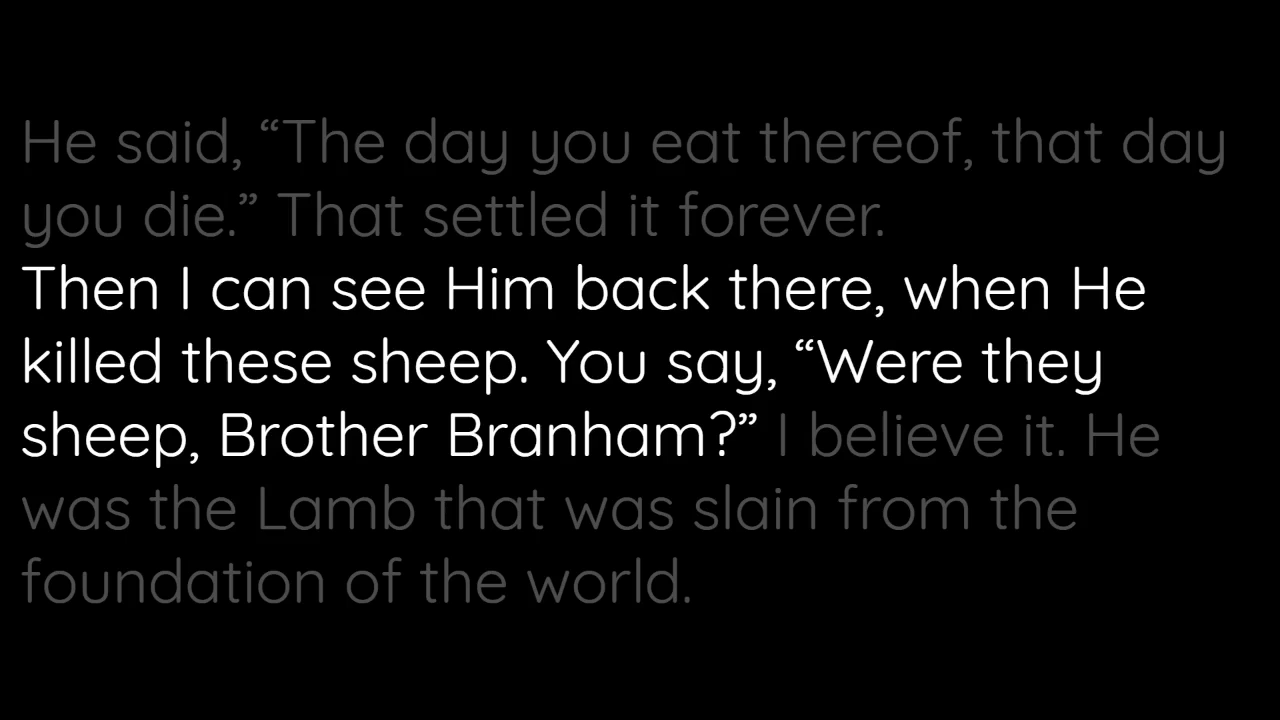 He said, “The day you eat thereof, that day
you die.” That settled it forever.
Then I can see Him back there, when He
killed these sheep. You say, “Were they
sheep, Brother Branham?” I believe it. He
was the Lamb that was slain from the
foundation of the world.